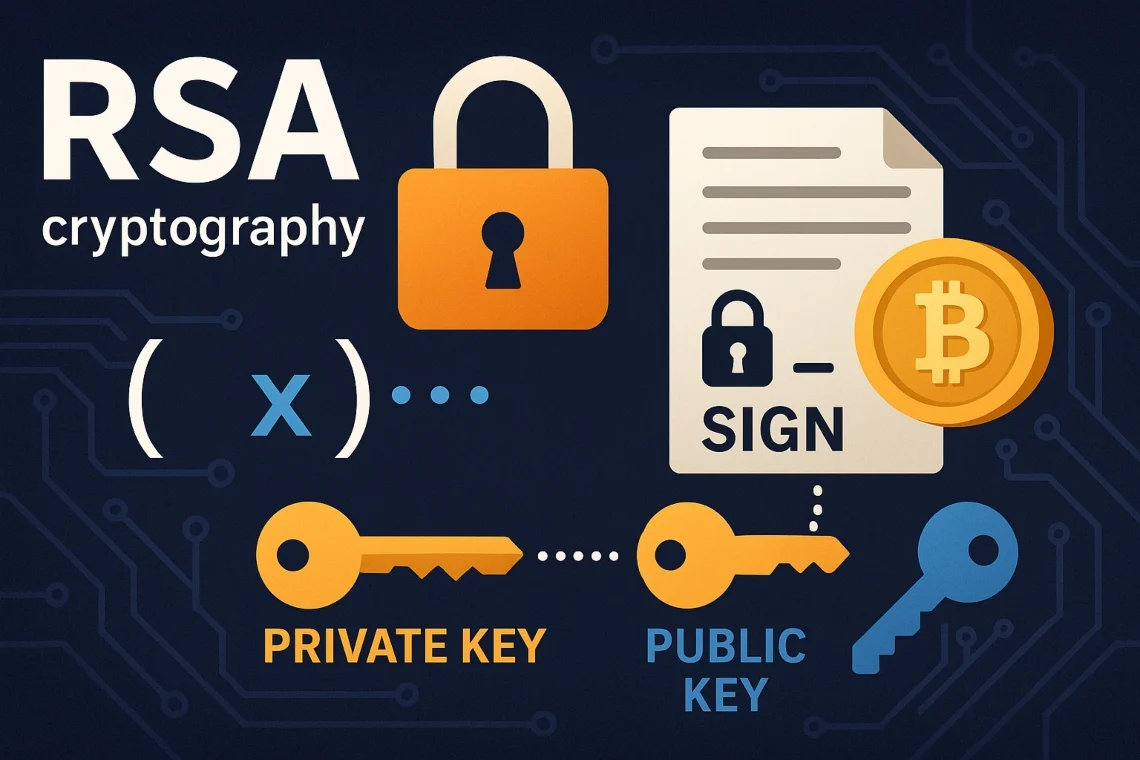 RSA
cryptography
( x ) •••
SIGN
PRIVATE KEY
PUBLIC
KEY